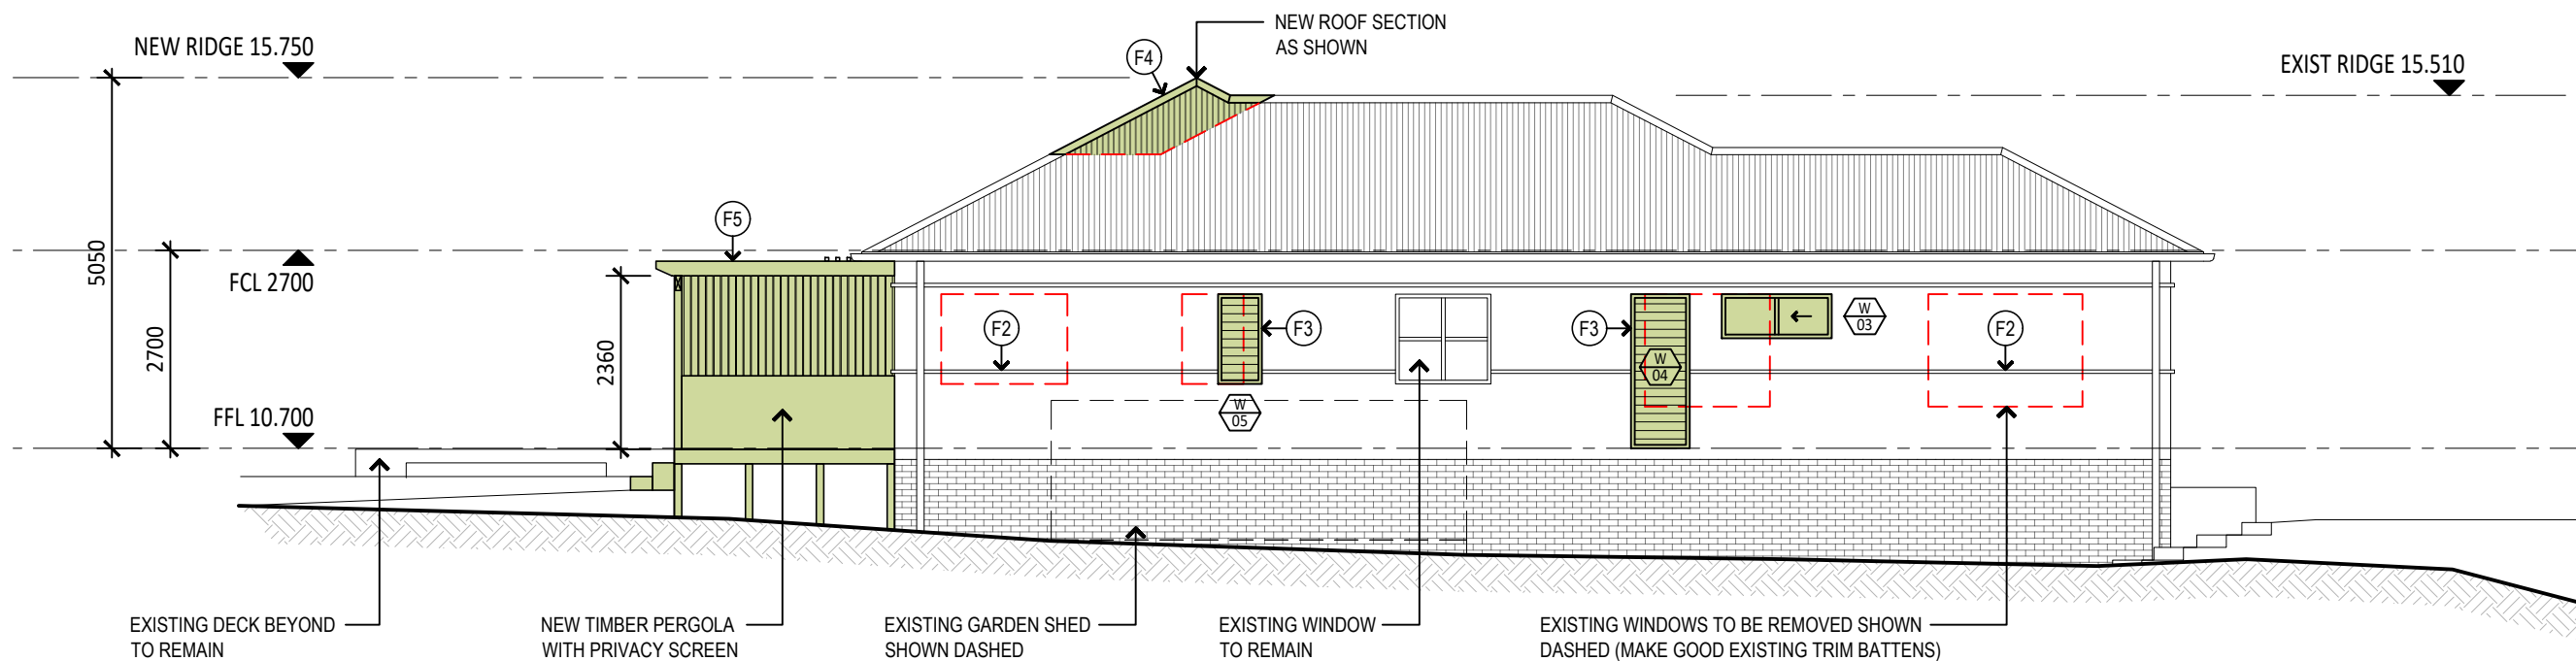 NEW ROOF SECTION
AS SHOWN
NEW RIDGE 15.750
F4
EXIST RIDGE 15.510
F5
5050
FCL 2700
2700
2360
F2
F3
F3
W
03
F2
W
04
W
05
FFL 10.700
EXISTING DECK BEYOND
TO REMAIN
NEW TIMBER PERGOLA
WITH PRIVACY SCREEN
EXISTING GARDEN SHED
SHOWN DASHED
EXISTING WINDOW
TO REMAIN
EXISTING WINDOWS TO BE REMOVED SHOWN
DASHED (MAKE GOOD EXISTING TRIM BATTENS)